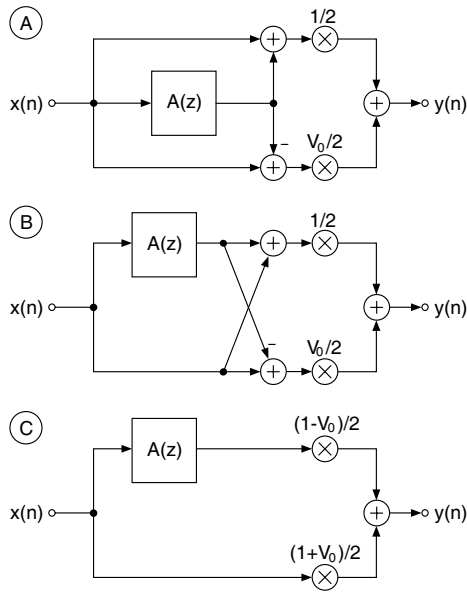 A
1/2
x(n)
A(z)
+
×
+
y(n)
−
V₀/2
+
×
B
A(z)
1/2
+
×
x(n)
+
y(n)
−
V₀/2
+
×
C
A(z)
(1-V₀)/2
×
x(n)
+
y(n)
(1+V₀)/2
×